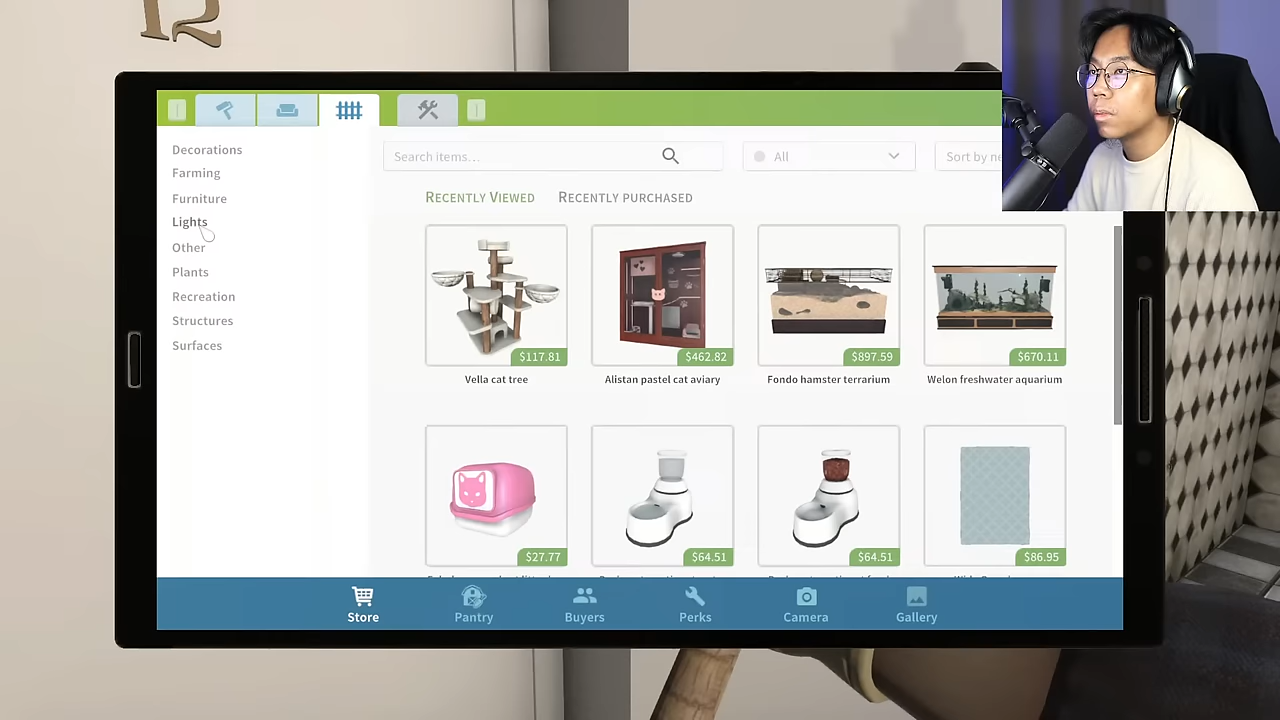 12
Decorations
Farming
Furniture
Lights
Other
Plants
Recreation
Structures
Surfaces
Search items...
All
Sort by ne
RECENTLY VIEWED
RECENTLY PURCHASED
$117.81
$462.82
$897.59
$670.11
Vella cat tree
Alistan pastel cat aviary
Fondo hamster terrarium
Welon freshwater aquarium
$27.77
$64.51
$64.51
$86.95
Store
Pantry
Buyers
Perks
Camera
Gallery